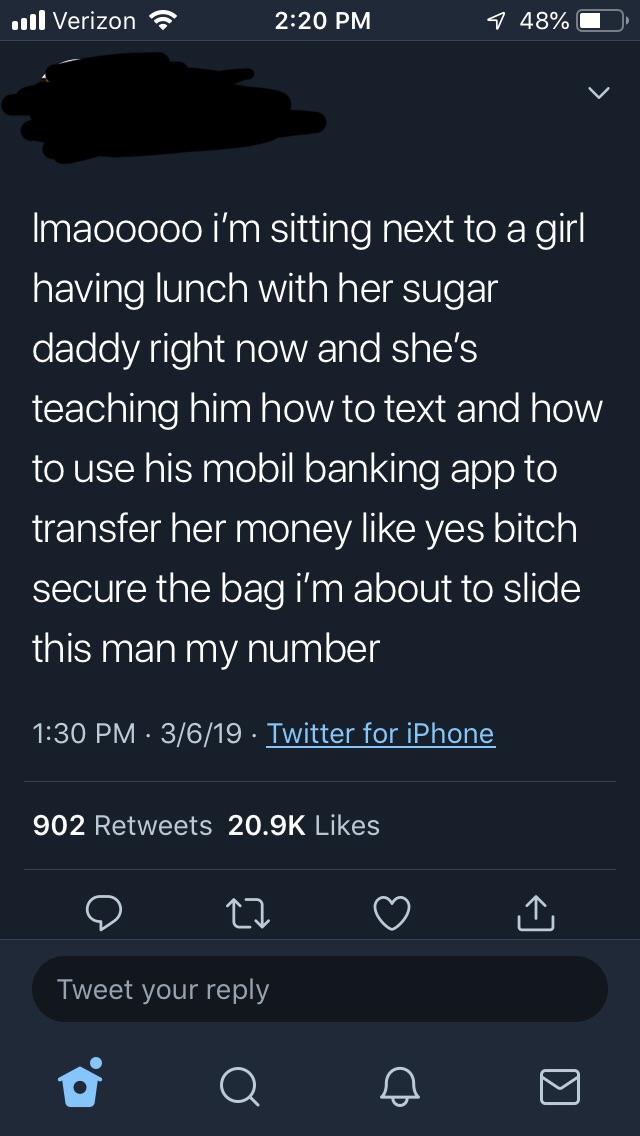 Verizon 2:20 PM 48%
lmaooooo i’m sitting next to a girl
having lunch with her sugar
daddy right now and she’s
teaching him how to text and how
to use his mobil banking app to
transfer her money like yes bitch
secure the bag i’m about to slide
this man my number
1:30 PM · 3/6/19 · Twitter for iPhone
902 Retweets 20.9K Likes
Tweet your reply